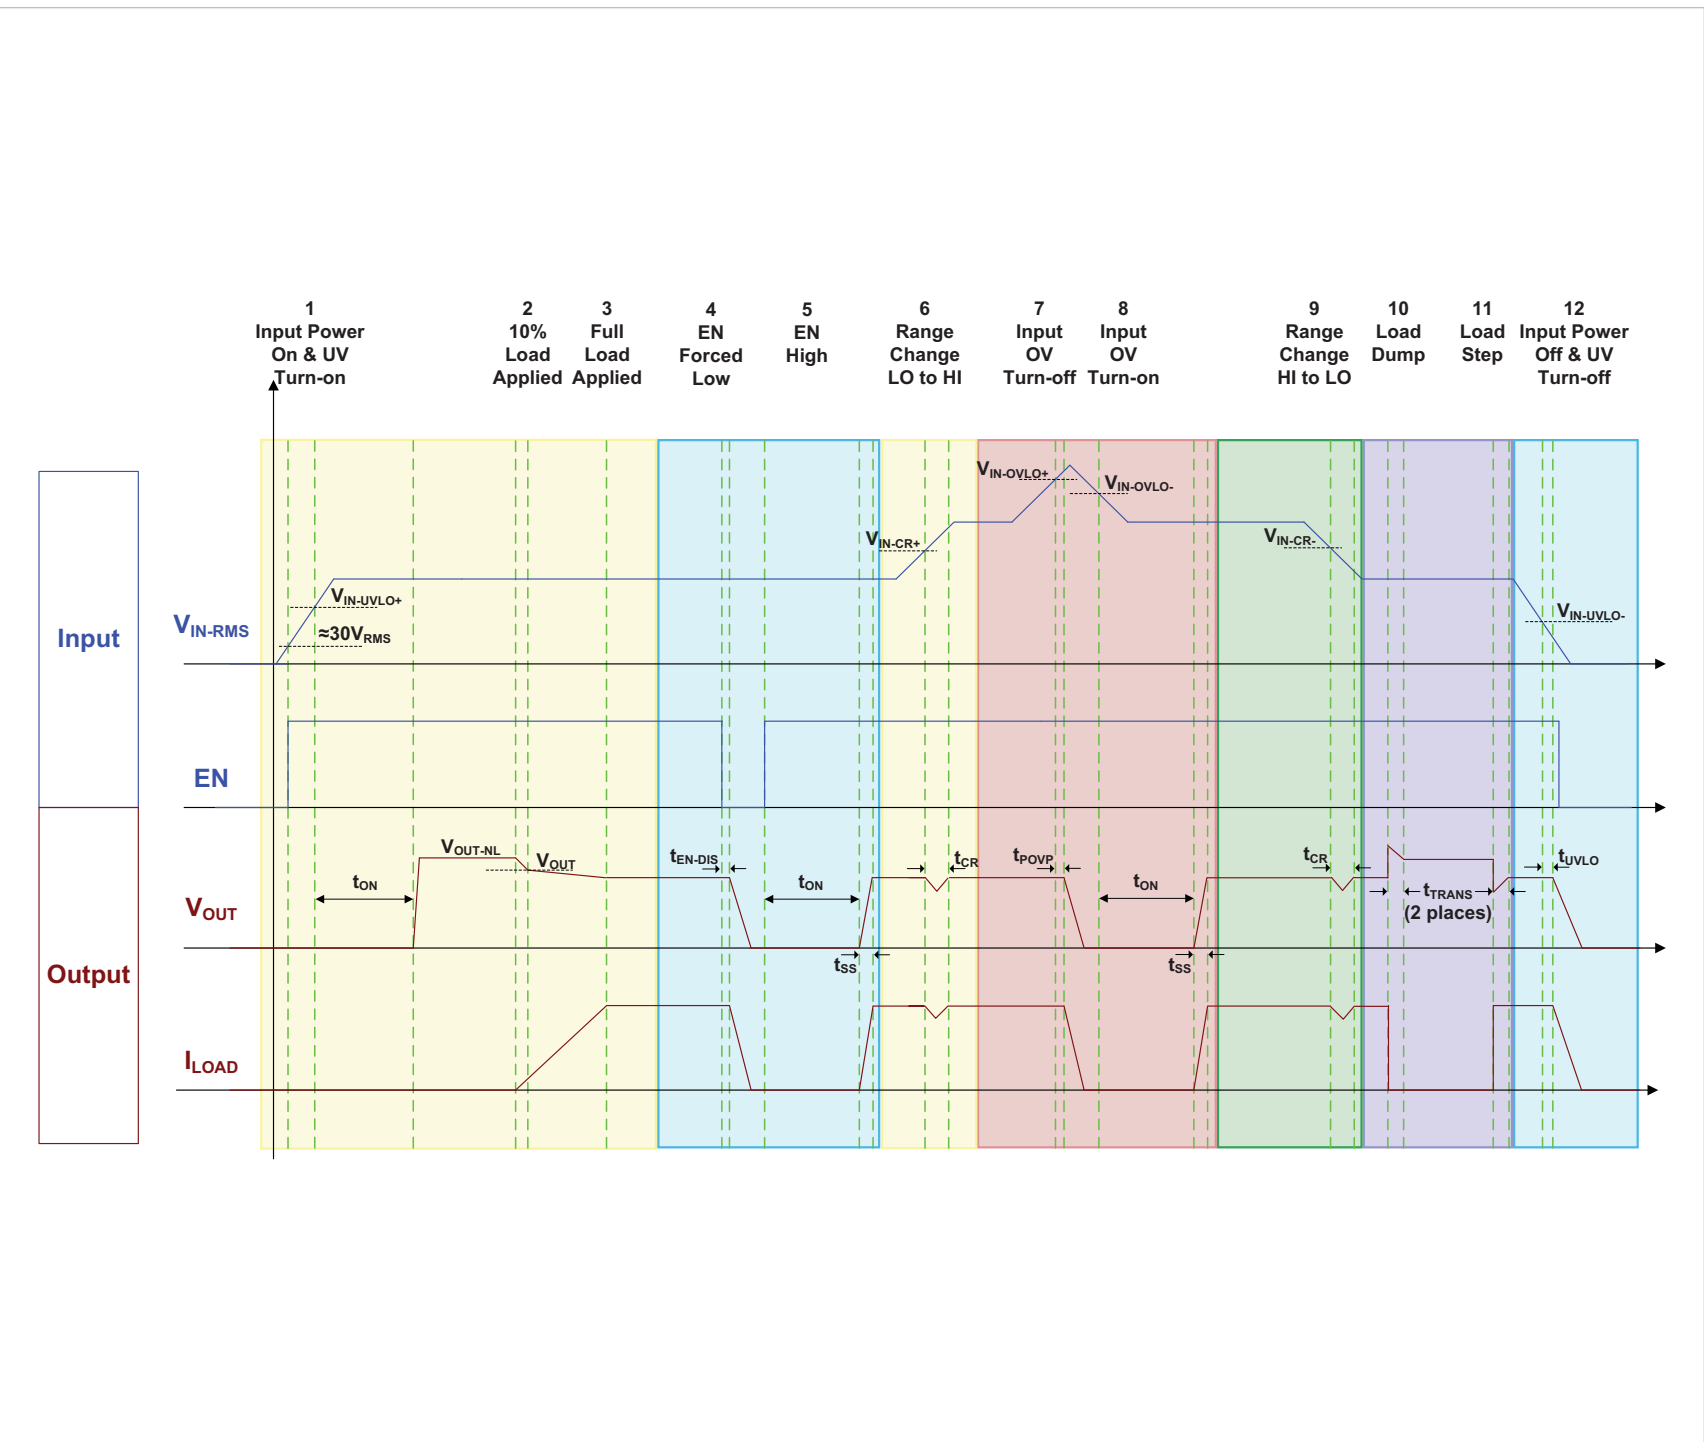 1
Input Power
On & UV
Turn-on
2
10%
Load
Applied
3
Full
Load
Applied
4
EN
Forced
Low
5
EN
High
6
Range
Change
LO to HI
7
Input
OV
Turn-off
8
Input
OV
Turn-on
9
Range
Change
HI to LO
10
Load
Dump
11
Load
Step
12
Input Power
Off & UV
Turn-off
Input
VIN-RMS
VIN-UVLO+
≈30VRMS
VIN-CR+
VIN-OVLO+
VIN-OVLO-
VIN-CR-
VIN-UVLO-
EN
Output
VOUT
tON
VOUT-NL
VOUT
tEN-DIS
tON
tSS
tCR
tPOVP
tON
tSS
tCR
tTRANS
(2 places)
tUVLO
ILOAD